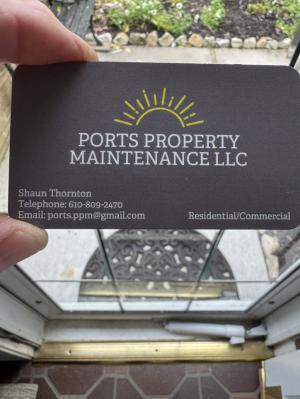 PORTS PROPERTY
MAINTENANCE LLC
Shaun Thornton
Telephone: 610-809-2470
Email: ports.ppm@gmail.com
Residential/Commercial